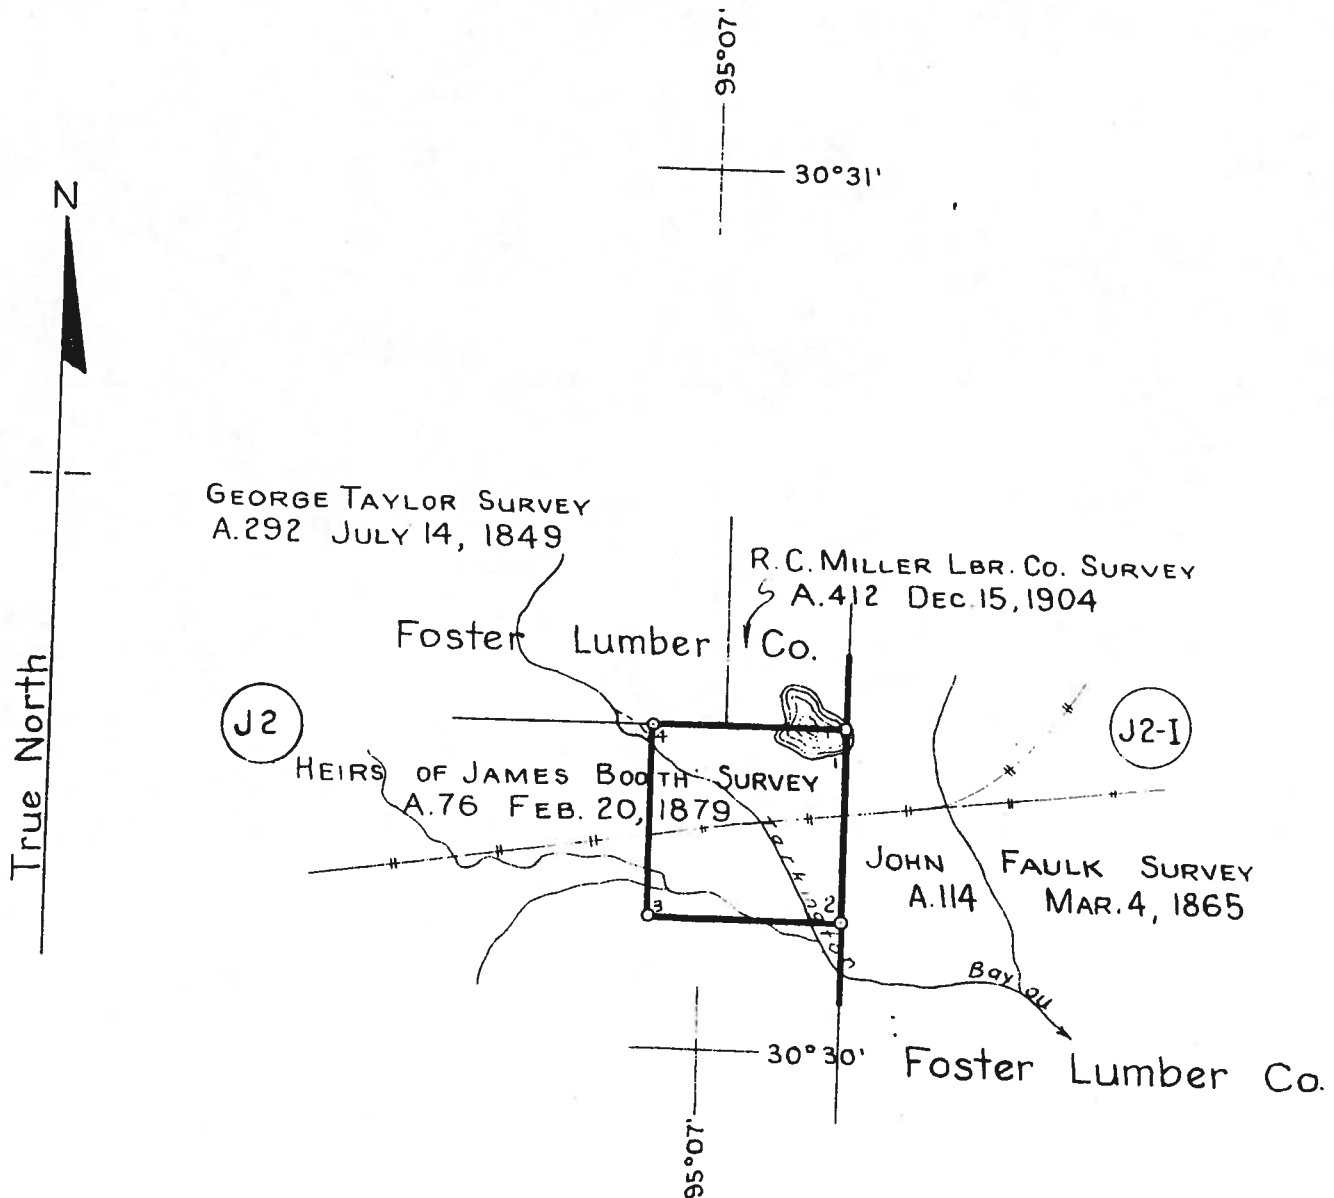 95°07'
30°31'
N
True North
GEORGE TAYLOR SURVEY
A.292 JULY 14, 1849
R.C. MILLER LBR. CO. SURVEY
A.412 DEC. 15, 1904
Foster Lumber Co.
J2
J2-I
4
1
HEIRS OF JAMES BOOTH SURVEY
A.76 FEB. 20, 1879
Tarkington
JOHN FAULK SURVEY
A.114 MAR. 4, 1865
3
2
Bayou
30°30'
Foster Lumber Co.
95°07'